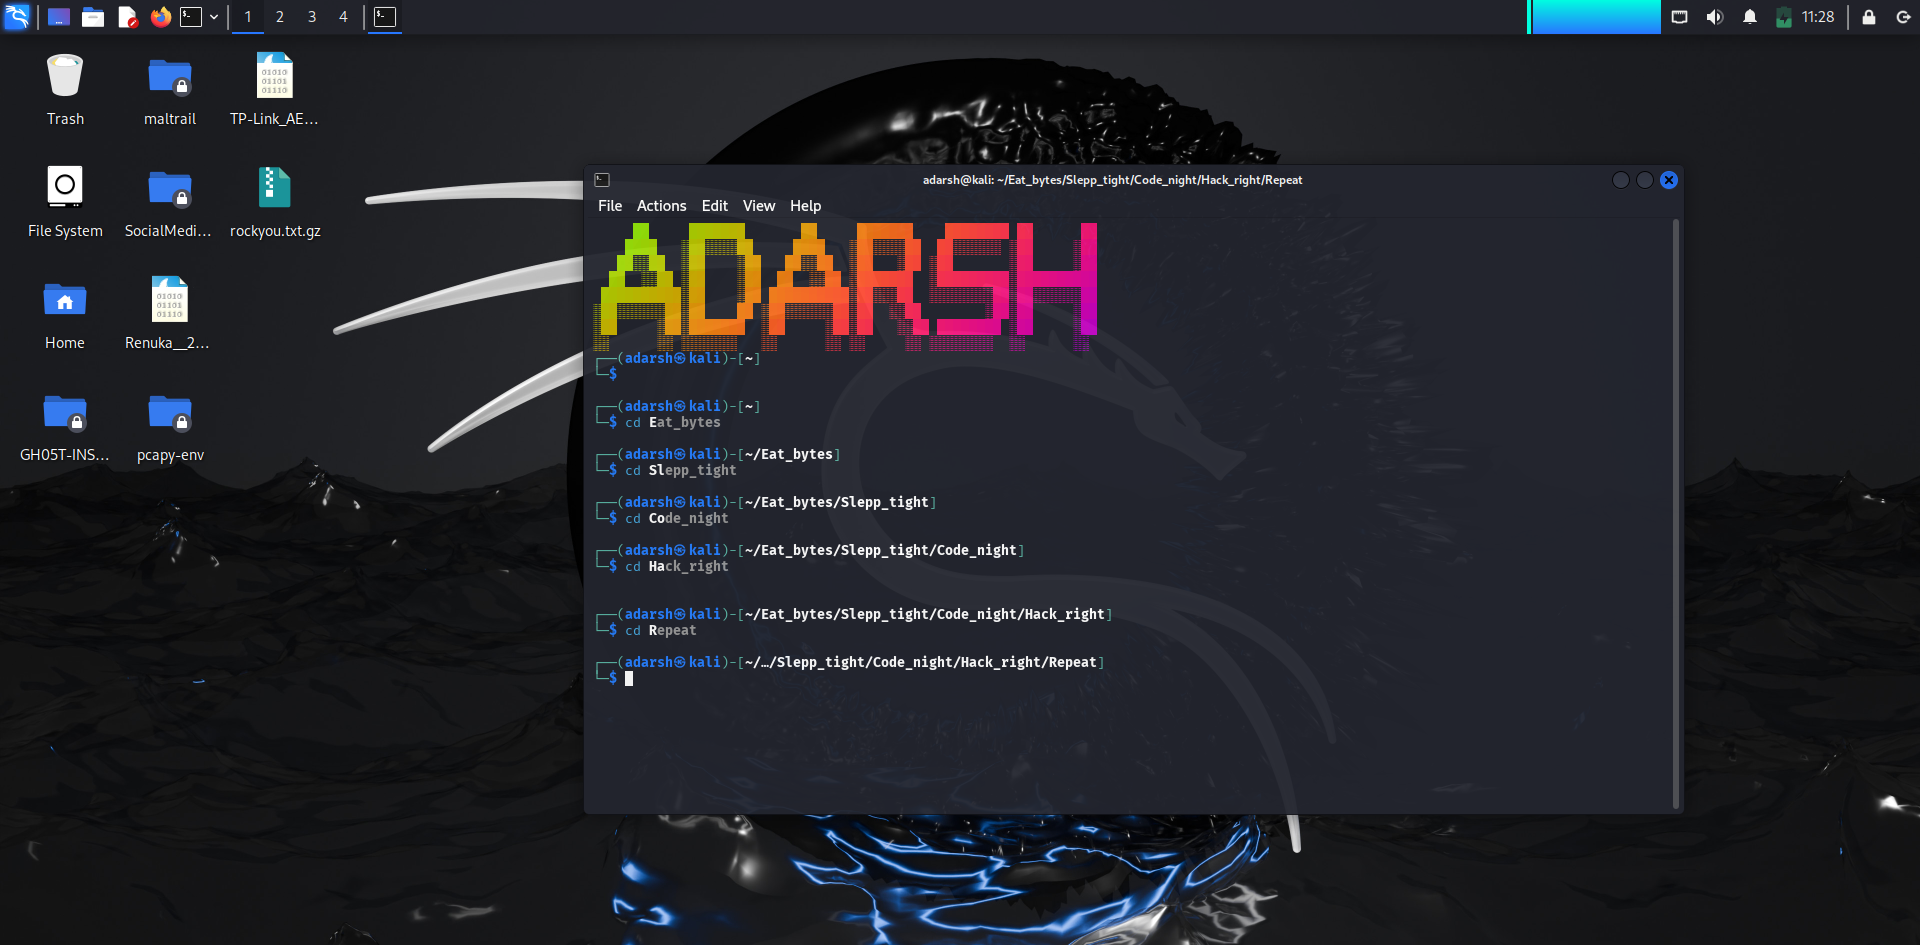 1 2 3 4
11:28
Trash
maltrail
TP-Link_AE...
File System
SocialMedi...
rockyou.txt.gz
Home
Renuka__2...
GH05T-INS...
pcapy-env
adarsh@kali: ~/Eat_bytes/Slepp_tight/Code_night/Hack_right/Repeat
File Actions Edit View Help
ADARSH
┌──(adarsh㉿kali)-[~]
└─$
┌──(adarsh㉿kali)-[~]
└─$ cd Eat_bytes
┌──(adarsh㉿kali)-[~/Eat_bytes]
└─$ cd Slepp_tight
┌──(adarsh㉿kali)-[~/Eat_bytes/Slepp_tight]
└─$ cd Code_night
┌──(adarsh㉿kali)-[~/Eat_bytes/Slepp_tight/Code_night]
└─$ cd Hack_right
┌──(adarsh㉿kali)-[~/Eat_bytes/Slepp_tight/Code_night/Hack_right]
└─$ cd Repeat
┌──(adarsh㉿kali)-[~/…/Slepp_tight/Code_night/Hack_right/Repeat]
└─$